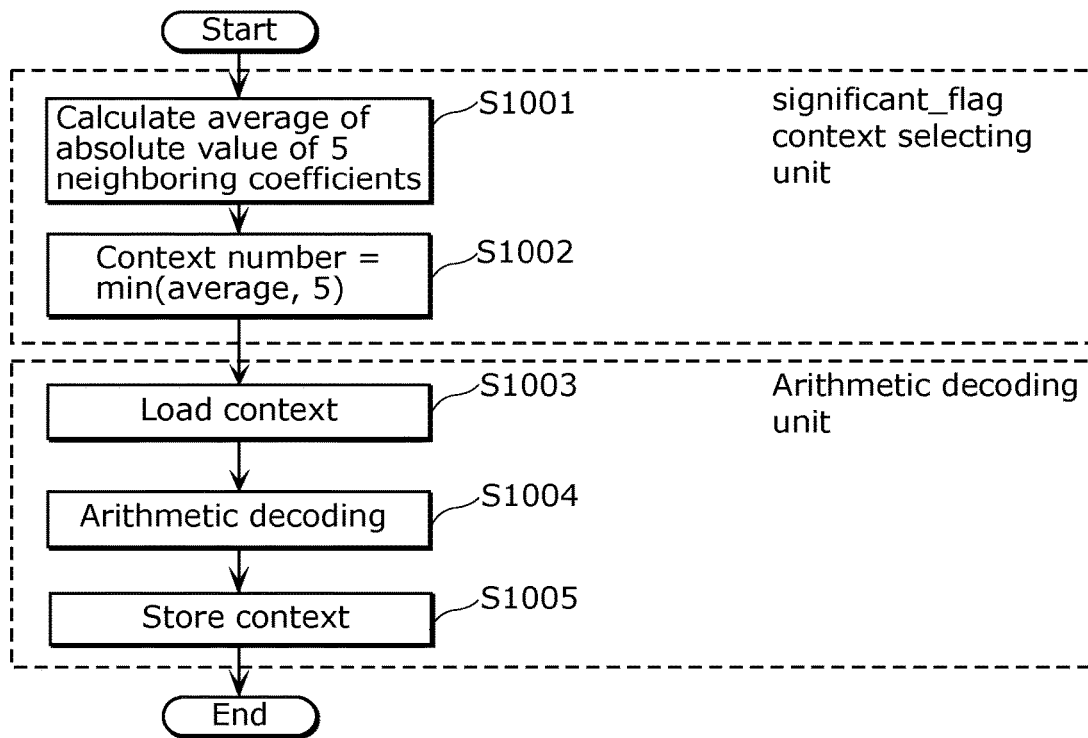 Start
S1001
significant_flag
context selecting
unit
Calculate average of
absolute value of 5
neighboring coefficients
S1002
Context number =
min(average, 5)
S1003
Arithmetic decoding
unit
Load context
S1004
Arithmetic decoding
S1005
Store context
End